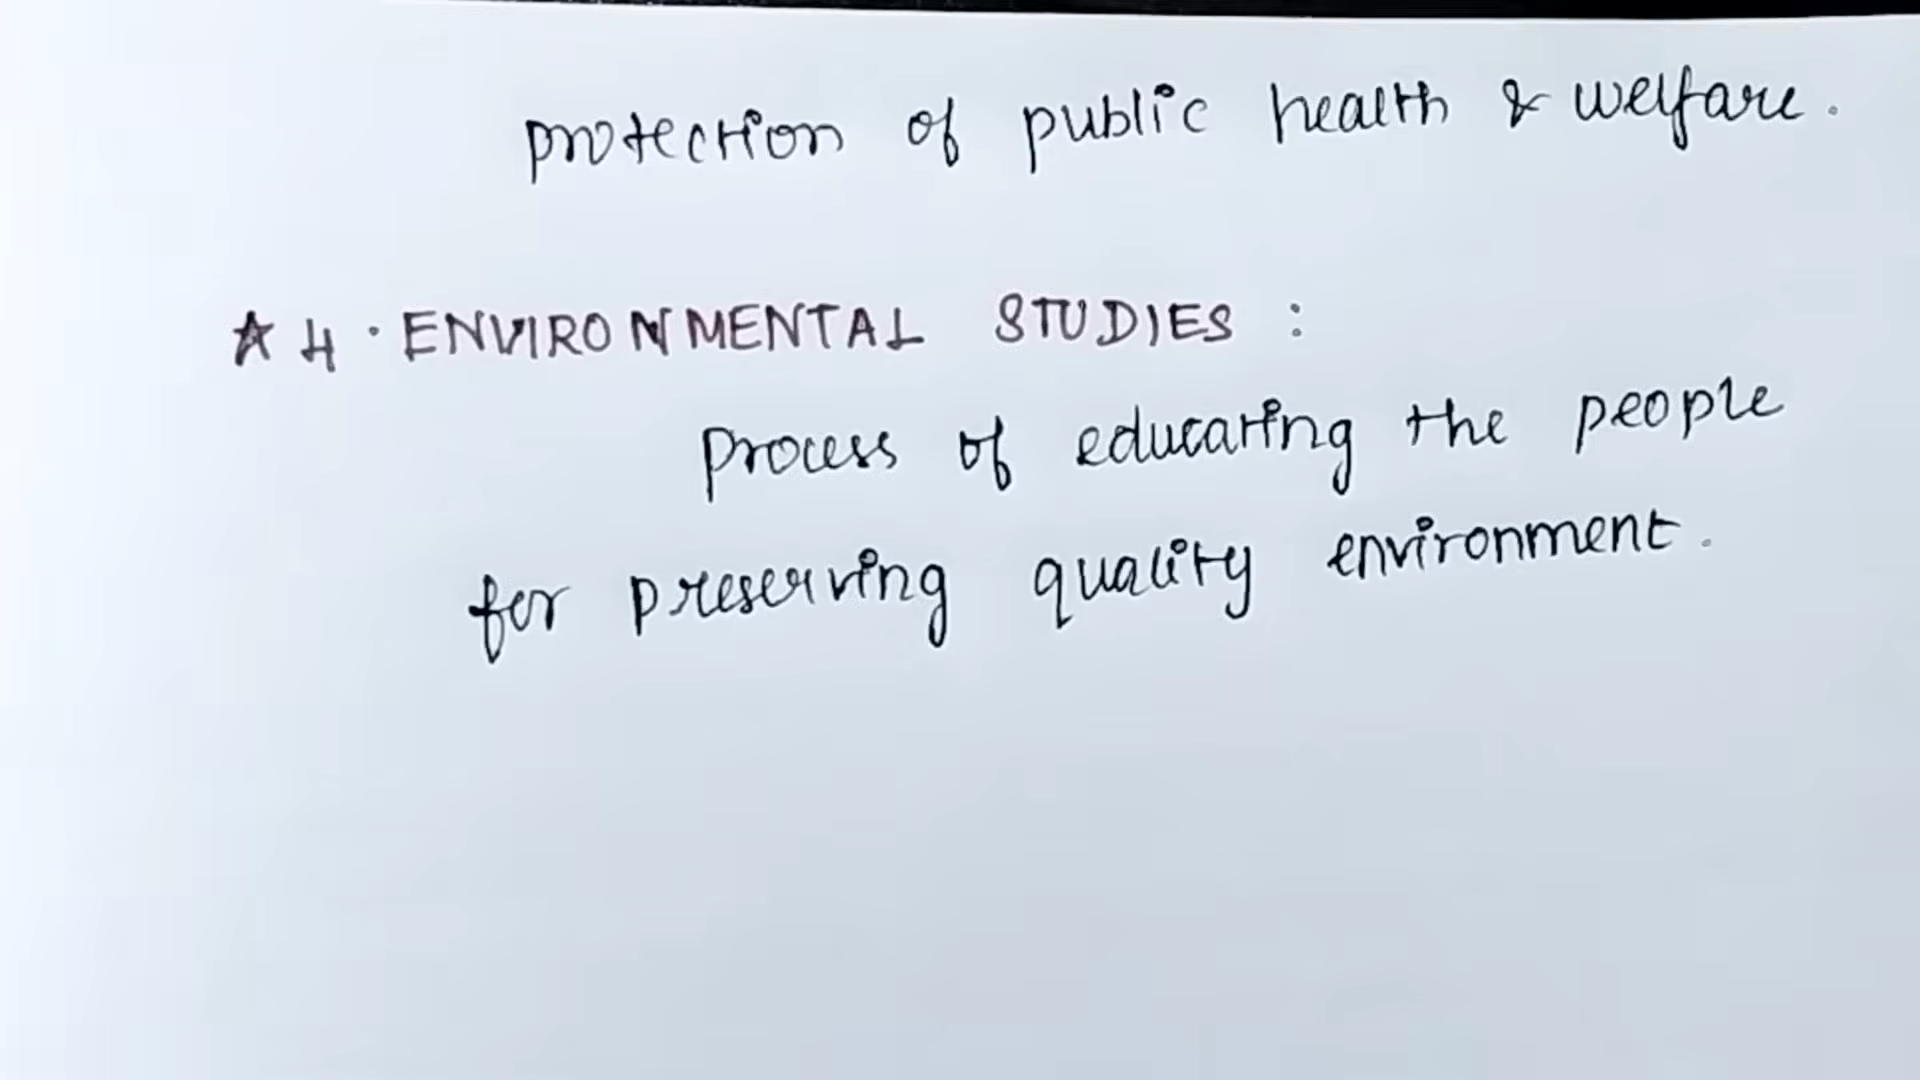 protection of public health & welfare.
★ 4. ENVIRONMENTAL STUDIES :
process of educating the people
for preserving quality environment.